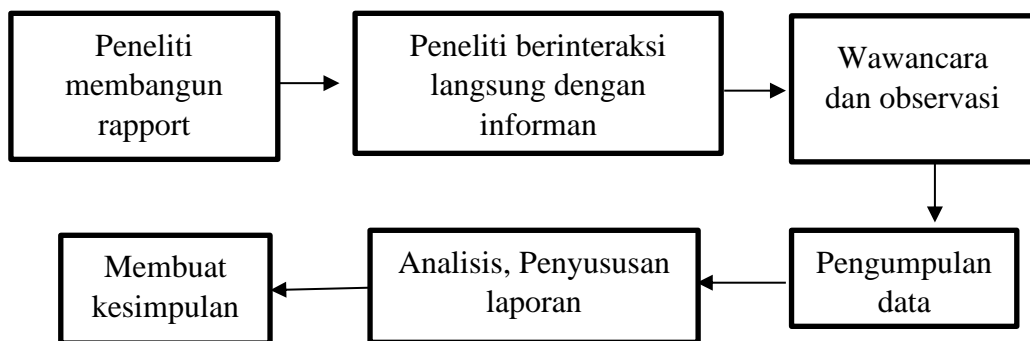 Peneliti
membangun
rapport
Peneliti berinteraksi
langsung dengan
informan
Wawancara
dan observasi
Pengumpulan
data
Analisis, Penyususan
laporan
Membuat
kesimpulan